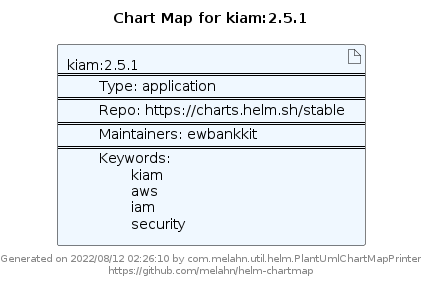 Chart Map for kiam:2.5.1
kiam:2.5.1
Type: application
Repo: https://charts.helm.sh/stable
Maintainers: ewbankkit
Keywords:
kiam
aws
iam
security
Generated on 2022/08/12 02:26:10 by com.melahn.util.helm.PlantUmlChartMapPrinter
https://github.com/melahn/helm-chartmap